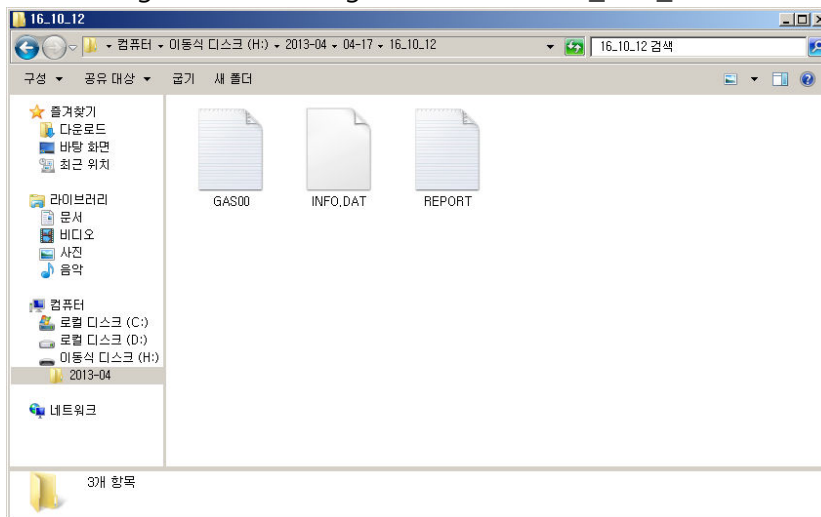 16_10_12
컴퓨터 ▾ 이동식 디스크 (H:) ▾ 2013-04 ▾ 04-17 ▾ 16_10_12
16_10_12 검색
구성 ▾ 공유 대상 ▾ 굽기 새 폴더
즐겨찾기
다운로드
바탕 화면
최근 위치
라이브러리
문서
비디오
사진
음악
컴퓨터
로컬 디스크 (C:)
로컬 디스크 (D:)
이동식 디스크 (H:)
2013-04
네트워크
GAS00
INFO.DAT
REPORT
3개 항목